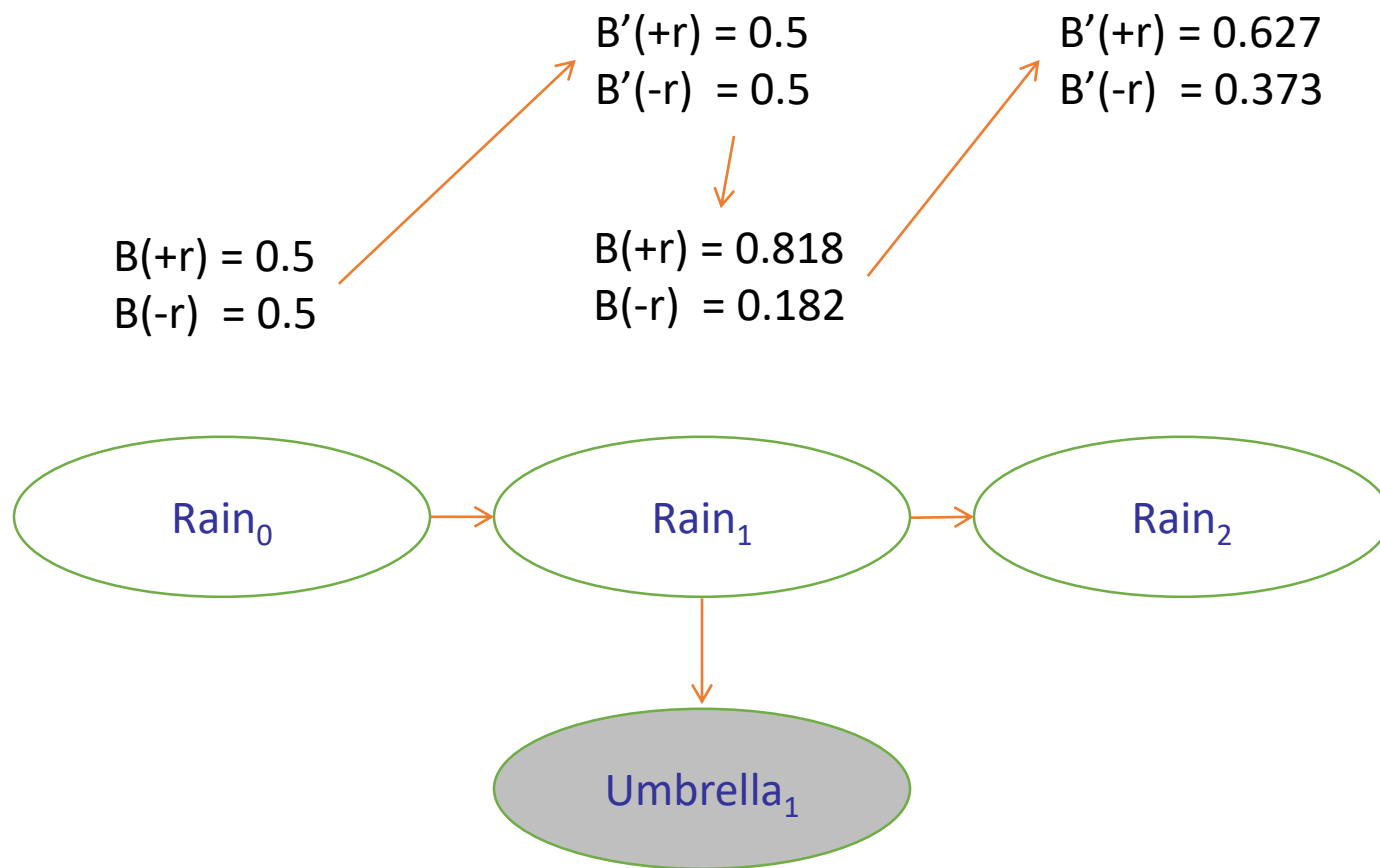 B’(+r) = 0.5
B’(-r) = 0.5
B’(+r) = 0.627
B’(-r) = 0.373
B(+r) = 0.5
B(-r) = 0.5
B(+r) = 0.818
B(-r) = 0.182
Rain₀
Rain₁
Rain₂
Umbrella₁